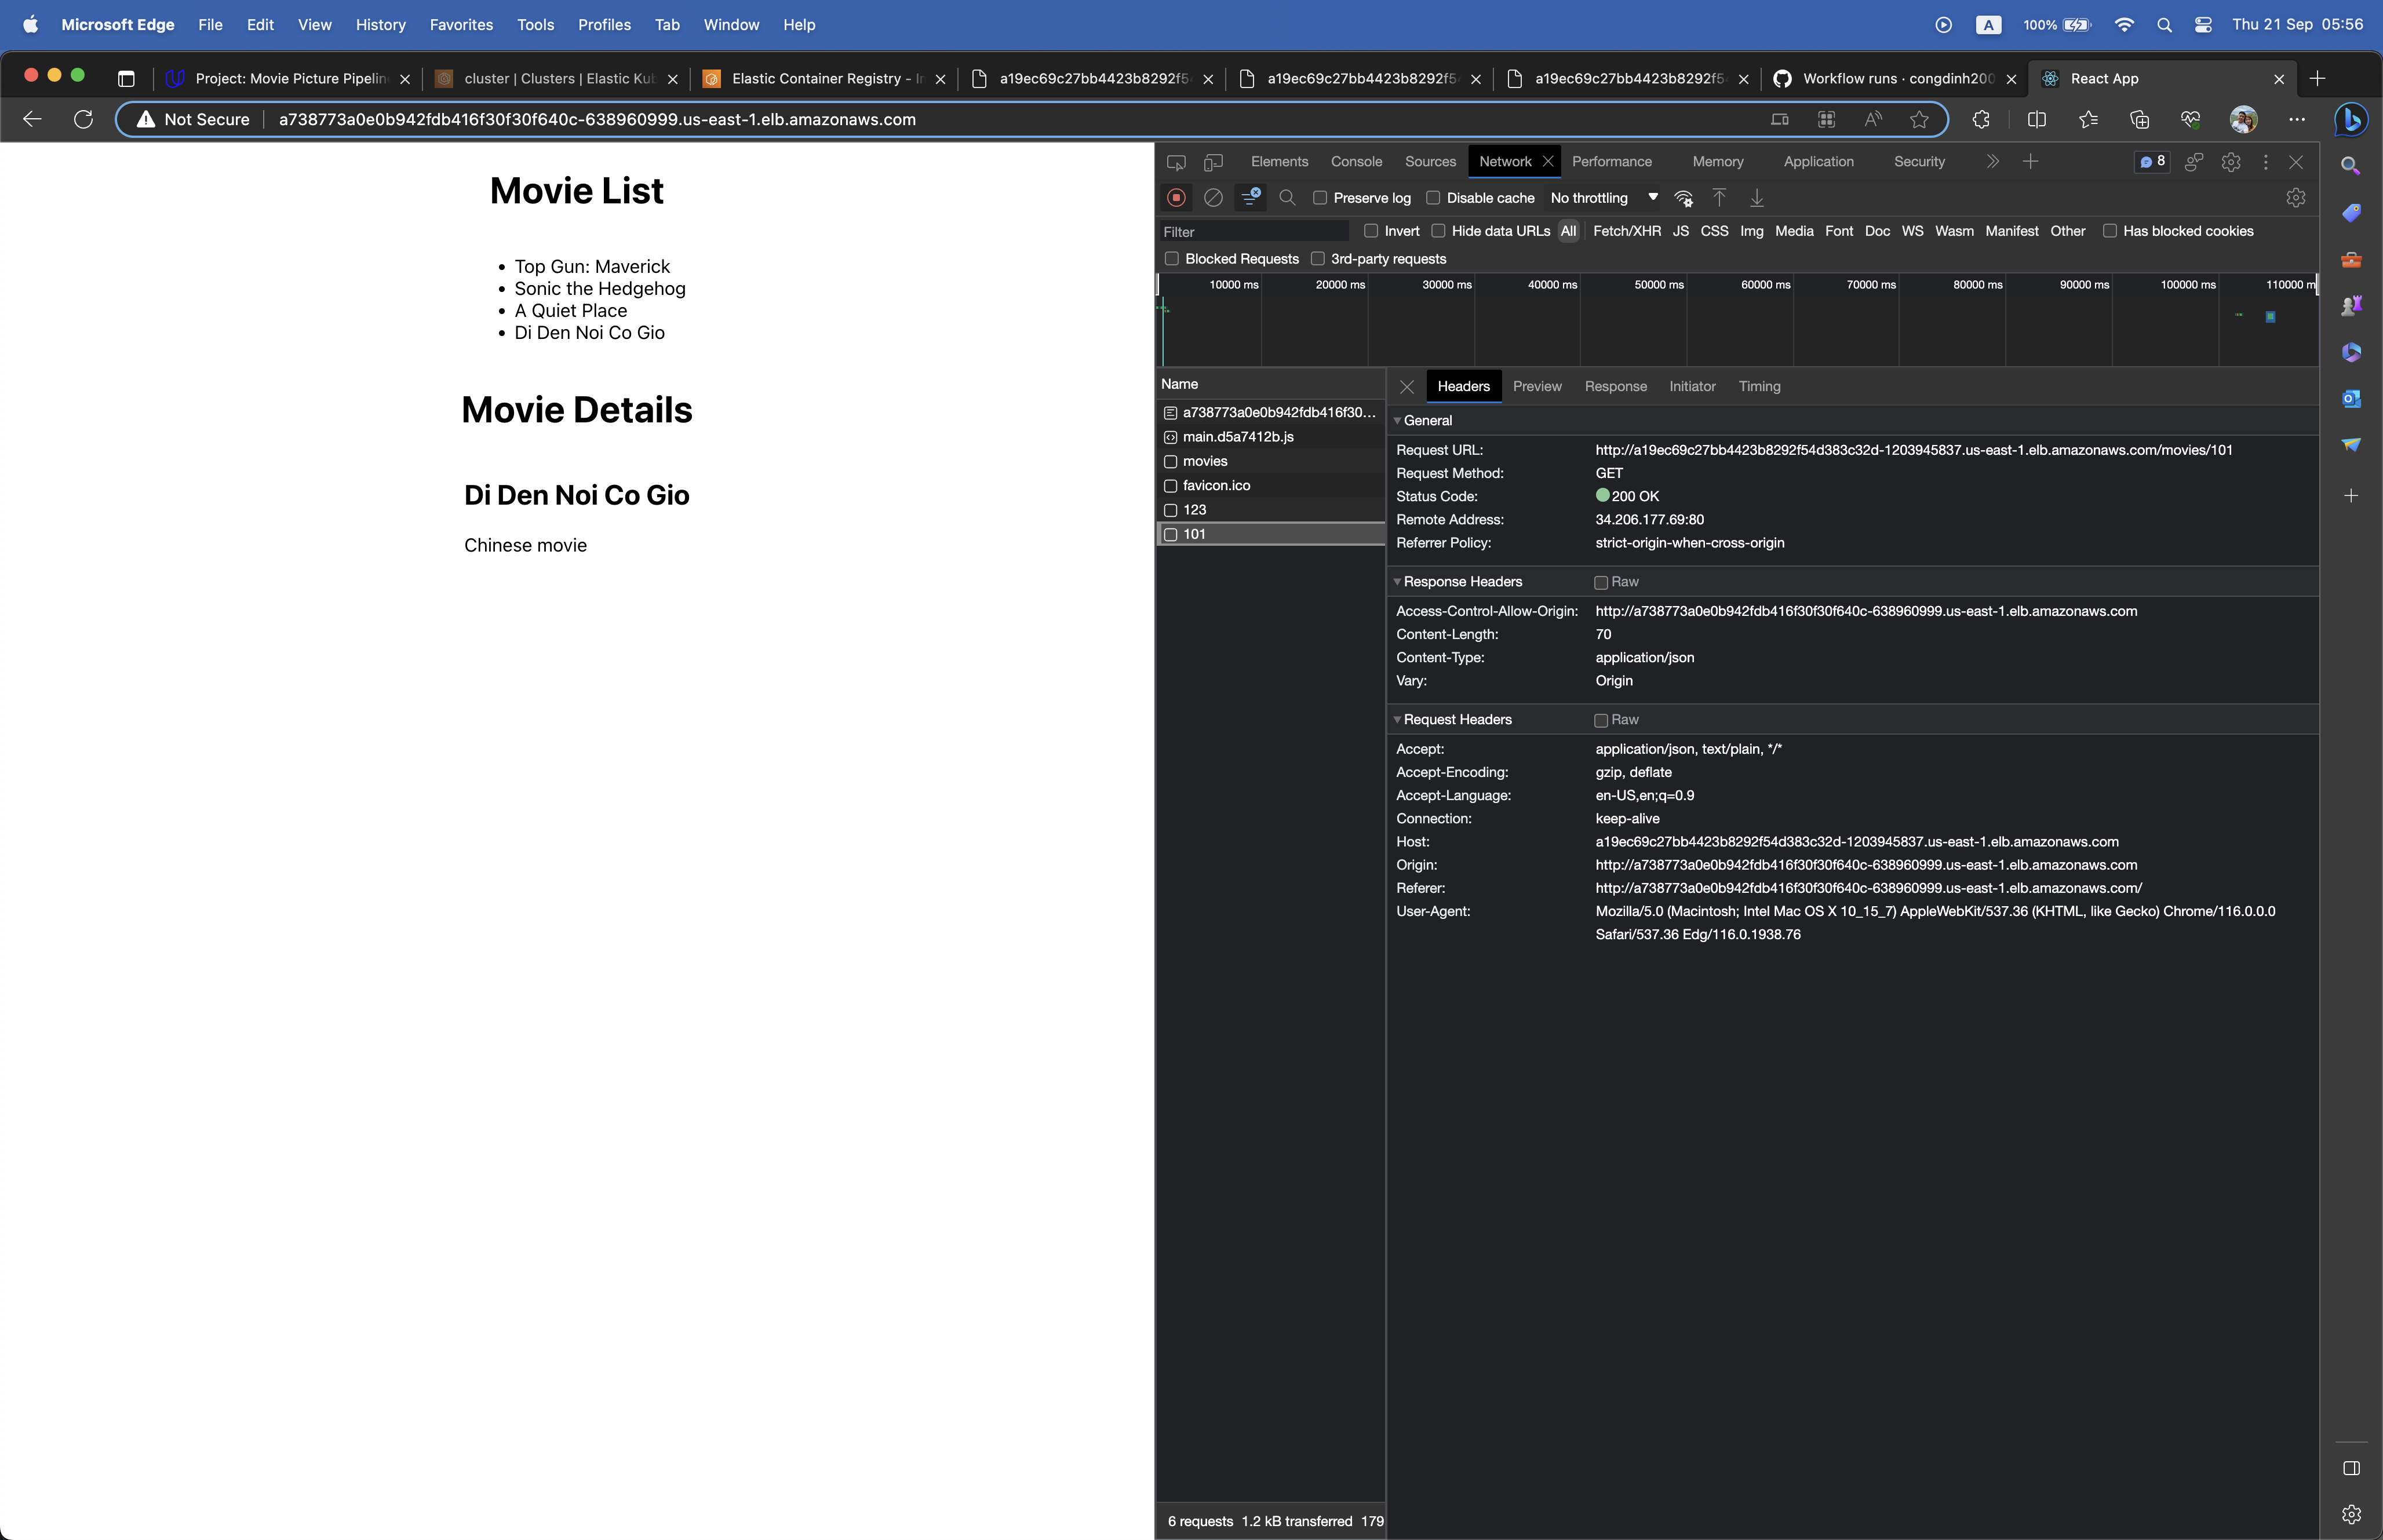 Microsoft Edge File Edit View History Favorites Tools Profiles Tab Window Help A 100% Thu 21 Sep 05:56
Project: Movie Picture Pipelin cluster | Clusters | Elastic Kub Elastic Container Registry - In a19ec69c27bb4423b8292f5 a19ec69c27bb4423b8292f5 a19ec69c27bb4423b8292f5 Workflow runs · congdinh200 React App
Not Secure a738773a0e0b942fdb416f30f30f640c-638960999.us-east-1.elb.amazonaws.com
Movie List
• Top Gun: Maverick
• Sonic the Hedgehog
• A Quiet Place
• Di Den Noi Co Gio
Movie Details
Di Den Noi Co Gio
Chinese movie
Elements Console Sources Network Performance Memory Application Security 8
Preserve log Disable cache No throttling
Filter Invert Hide data URLs All Fetch/XHR JS CSS Img Media Font Doc WS Wasm Manifest Other Has blocked cookies
Blocked Requests 3rd-party requests
10000 ms 20000 ms 30000 ms 40000 ms 50000 ms 60000 ms 70000 ms 80000 ms 90000 ms 100000 ms 110000 m
Name
a738773a0e0b942fdb416f30...
main.d5a7412b.js
movies
favicon.ico
123
101
6 requests 1.2 kB transferred 179
Headers Preview Response Initiator Timing
General
Request URL: http://a19ec69c27bb4423b8292f54d383c32d-1203945837.us-east-1.elb.amazonaws.com/movies/101
Request Method: GET
Status Code: 200 OK
Remote Address: 34.206.177.69:80
Referrer Policy: strict-origin-when-cross-origin
Response Headers Raw
Access-Control-Allow-Origin: http://a738773a0e0b942fdb416f30f30f640c-638960999.us-east-1.elb.amazonaws.com
Content-Length: 70
Content-Type: application/json
Vary: Origin
Request Headers Raw
Accept: application/json, text/plain, */*
Accept-Encoding: gzip, deflate
Accept-Language: en-US,en;q=0.9
Connection: keep-alive
Host: a19ec69c27bb4423b8292f54d383c32d-1203945837.us-east-1.elb.amazonaws.com
Origin: http://a738773a0e0b942fdb416f30f30f640c-638960999.us-east-1.elb.amazonaws.com
Referer: http://a738773a0e0b942fdb416f30f30f640c-638960999.us-east-1.elb.amazonaws.com/
User-Agent: Mozilla/5.0 (Macintosh; Intel Mac OS X 10_15_7) AppleWebKit/537.36 (KHTML, like Gecko) Chrome/116.0.0.0
Safari/537.36 Edg/116.0.1938.76